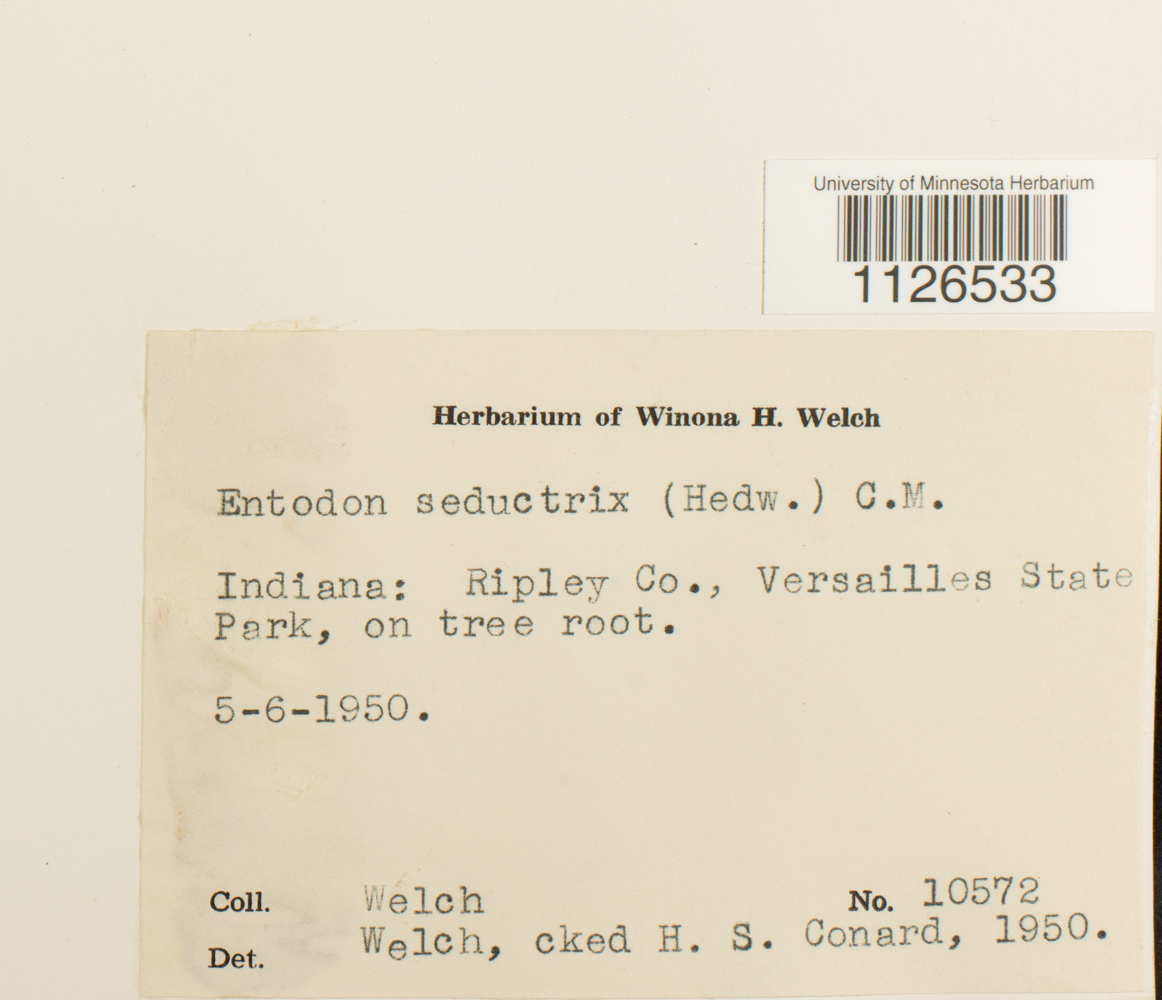 University of Minnesota Herbarium
1126533
Herbarium of Winona H. Welch
Entodon seductrix (Hedw.) C.M.
Indiana: Ripley Co., Versailles State
Park, on tree root.
5-6-1950.
Coll. Welch No. 10572
Det. Welch, cked H. S. Conard, 1950.